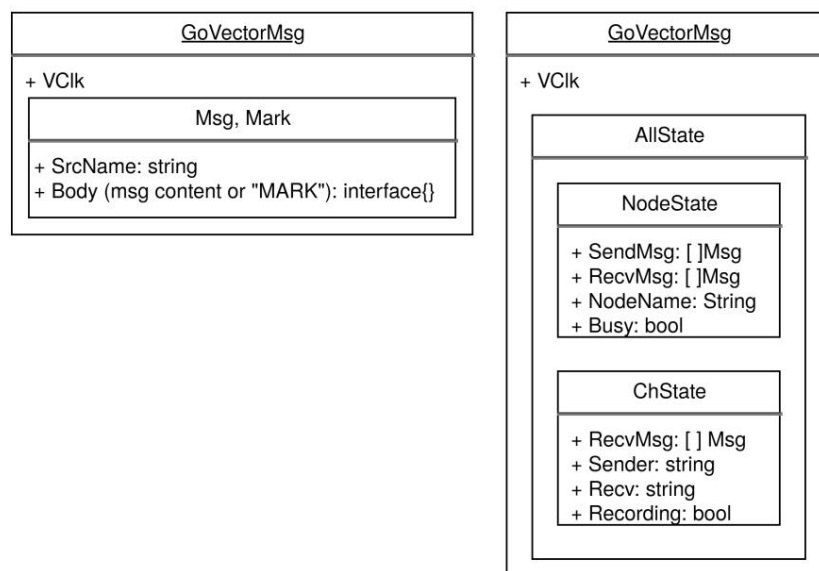 GoVectorMsg
+ VClk
Msg, Mark
+ SrcName: string
+ Body (msg content or "MARK"): interface{}
GoVectorMsg
+ VClk
AllState
NodeState
+ SendMsg: [ ]Msg
+ RecvMsg: [ ]Msg
+ NodeName: String
+ Busy: bool
ChState
+ RecvMsg: [ ] Msg
+ Sender: string
+ Recv: string
+ Recording: bool